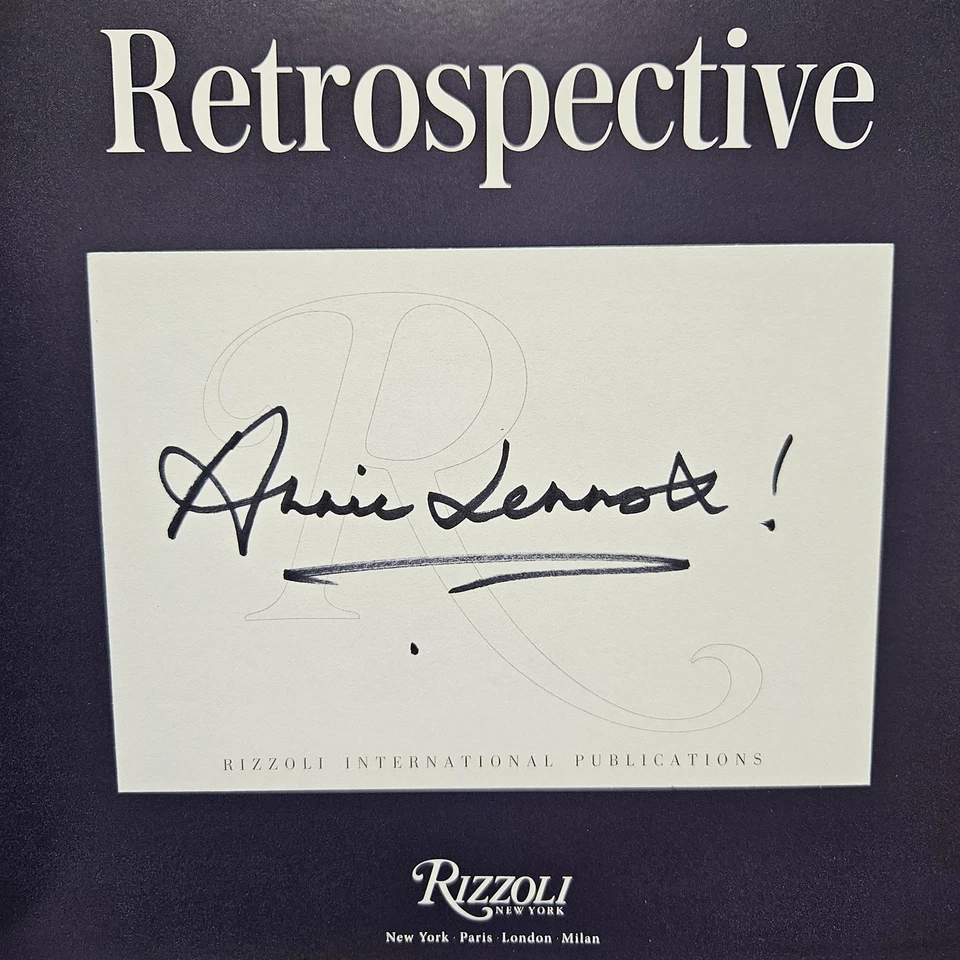 Retrospective
Annie Lennox!
RIZZOLI INTERNATIONAL PUBLICATIONS
RIZZOLI
NEW YORK
New York · Paris · London · Milan